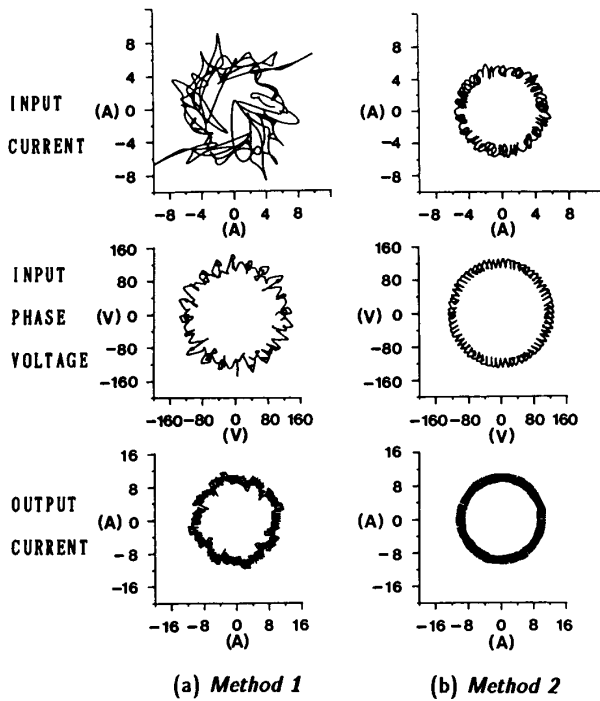 8
4
INPUT (A) 0
CURRENT -4
-8
-8 -4 0 4 8
(A)
8
4
(A) 0
-4
-8
-8 -4 0 4 8
(A)
160
INPUT 80
PHASE (V) 0
VOLTAGE -80
-160
-160 -80 0 80 160
(V)
160
80
(V) 0
-80
-160
-160 -80 0 80 160
(V)
16
8
OUTPUT (A) 0
CURRENT -8
-16
-16 -8 0 8 16
(A)
16
8
(A) 0
-8
-16
-16 -8 0 8 16
(A)
(a) Method 1 (b) Method 2